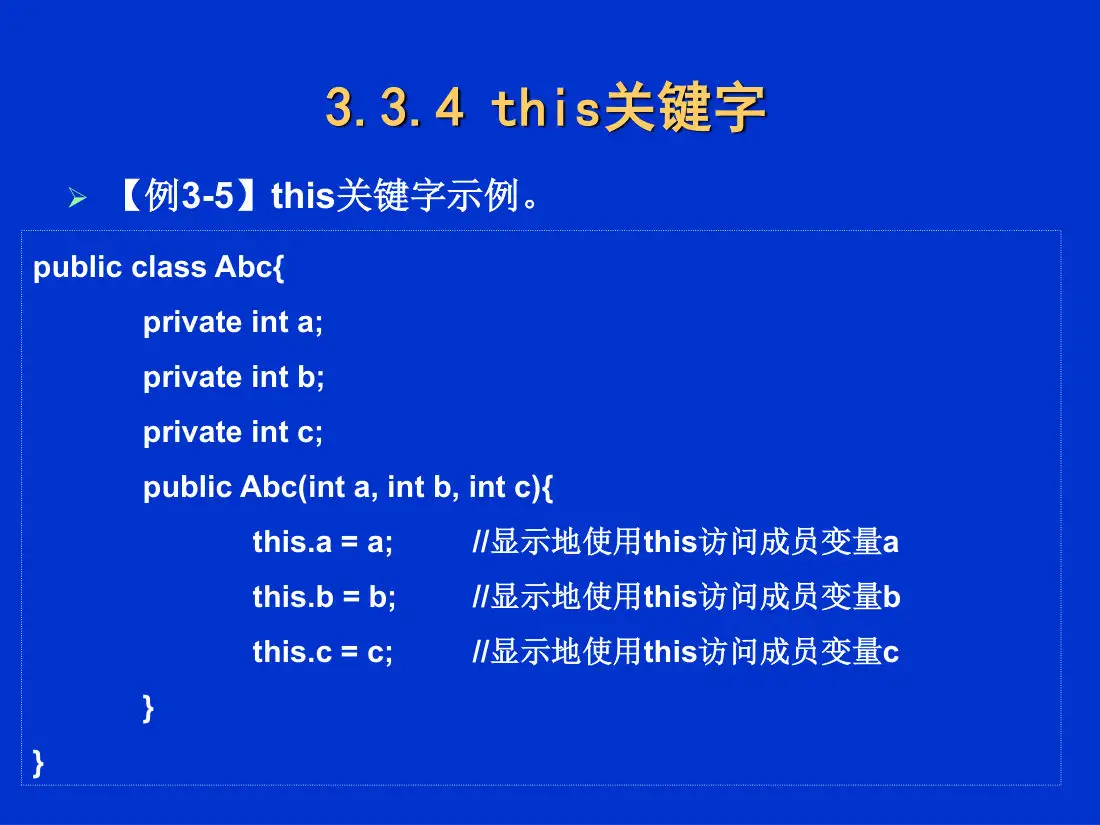 3.3.4 this关键字
【例3-5】this关键字示例。
public class Abc{
private int a;
private int b;
private int c;
public Abc(int a, int b, int c){
this.a = a; //显示地使用this访问成员变量a
this.b = b; //显示地使用this访问成员变量b
this.c = c; //显示地使用this访问成员变量c
}
}